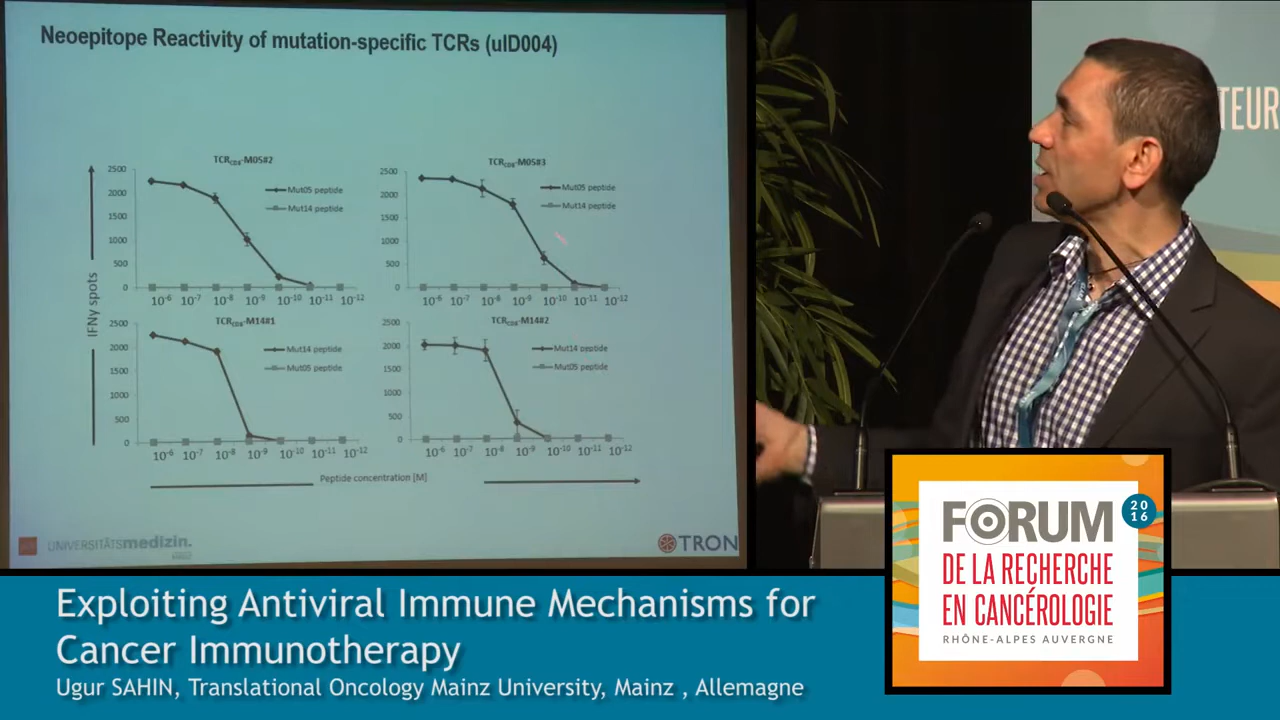 Neoepitope Reactivity of mutation-specific TCRs (uID004)
TCR_CD8-M05#2
2500
2000
1500
1000
500
0
Mut05 peptide
Mut14 peptide
10⁻⁶ 10⁻⁷ 10⁻⁸ 10⁻⁹ 10⁻¹⁰ 10⁻¹¹ 10⁻¹²
TCR_CD8-M05#3
2500
2000
1500
1000
500
0
Mut05 peptide
Mut14 peptide
10⁻⁶ 10⁻⁷ 10⁻⁸ 10⁻⁹ 10⁻¹⁰ 10⁻¹¹ 10⁻¹²
IFNγ spots
TCR_CD8-M14#1
2500
2000
1500
1000
500
0
Mut14 peptide
Mut05 peptide
10⁻⁶ 10⁻⁷ 10⁻⁸ 10⁻⁹ 10⁻¹⁰ 10⁻¹¹ 10⁻¹²
TCR_CD8-M14#2
2500
2000
1500
1000
500
0
Mut14 peptide
Mut05 peptide
10⁻⁶ 10⁻⁷ 10⁻⁸ 10⁻⁹ 10⁻¹⁰ 10⁻¹¹ 10⁻¹²
Peptide concentration [M]
UNIVERSITÄTSmedizin.
TRON
TEUR
FORUM
20
16
DE LA RECHERCHE
EN CANCÉROLOGIE
RHÔNE-ALPES AUVERGNE
Exploiting Antiviral Immune Mechanisms for
Cancer Immunotherapy
Ugur SAHIN, Translational Oncology Mainz University, Mainz , Allemagne